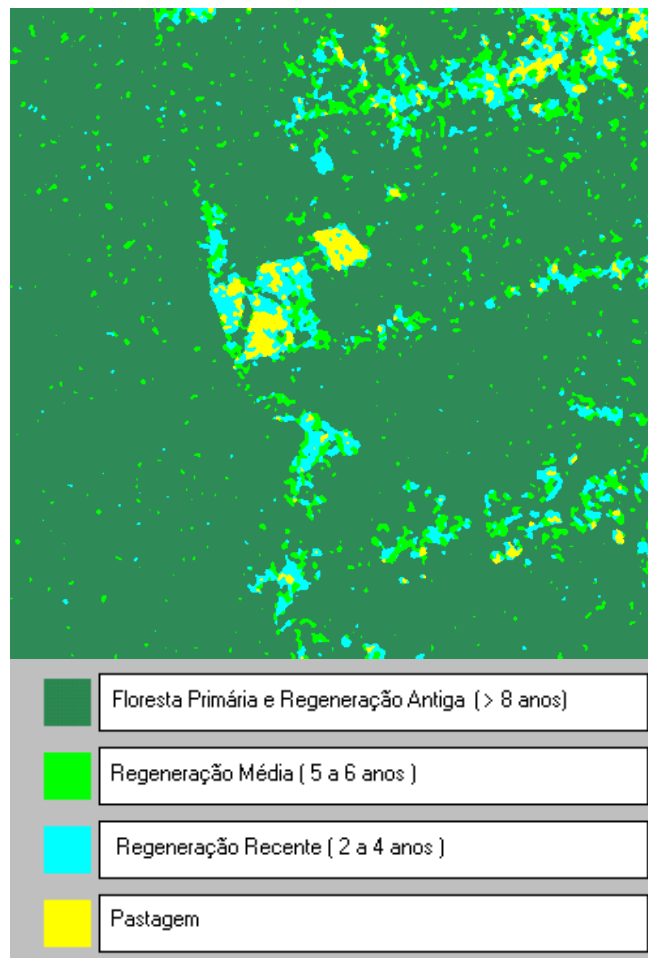 Floresta Primária e Regeneração Antiga (> 8 anos)
Regeneração Média ( 5 a 6 anos )
Regeneração Recente ( 2 a 4 anos )
Pastagem